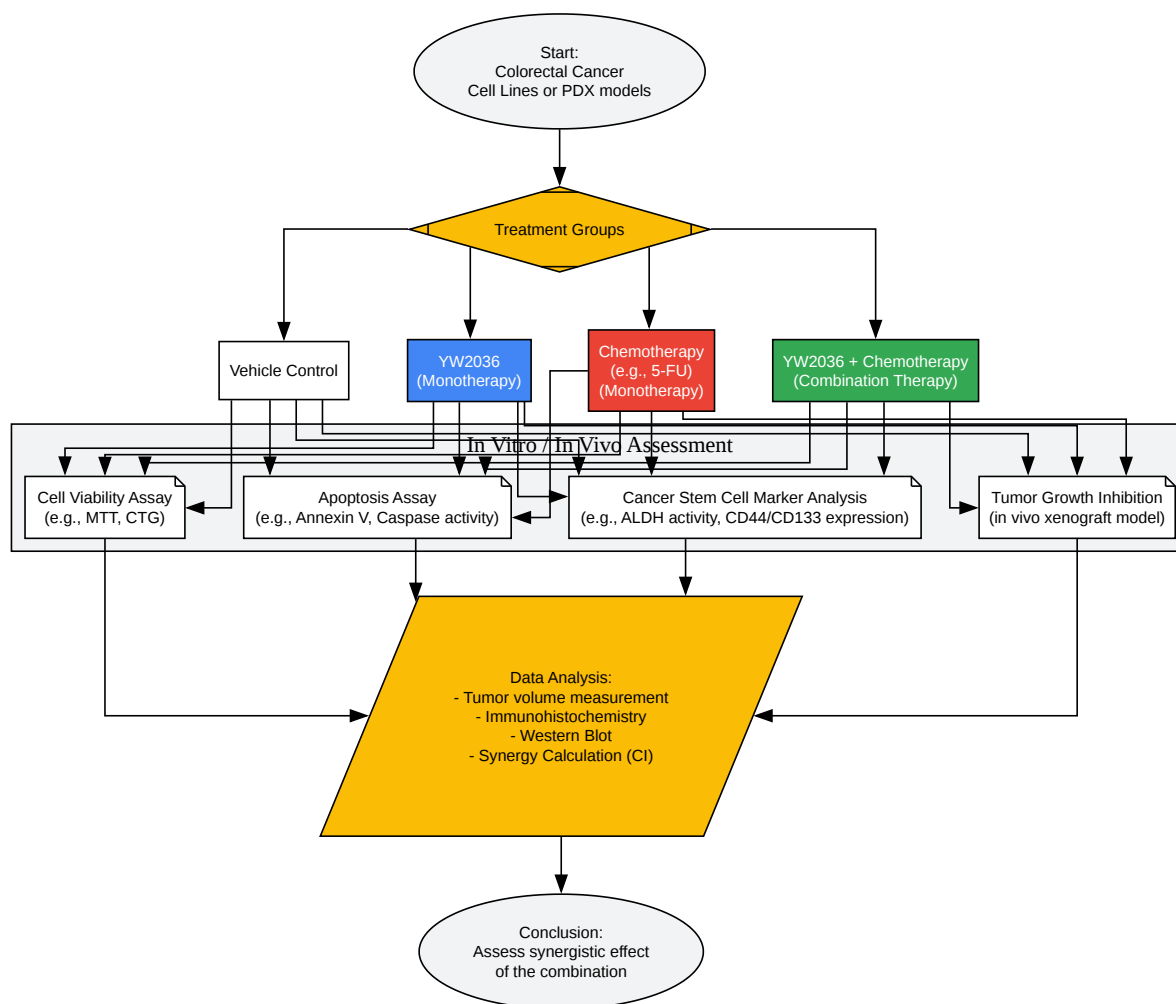 Start:
Colorectal Cancer
Cell Lines or PDX models
Treatment Groups
Vehicle Control
YW2036
(Monotherapy)
Chemotherapy
(e.g., 5-FU)
(Monotherapy)
YW2036 + Chemotherapy
(Combination Therapy)
In Vitro / In Vivo Assessment
Cell Viability Assay
(e.g., MTT, CTG)
Apoptosis Assay
(e.g., Annexin V, Caspase activity)
Cancer Stem Cell Marker Analysis
(e.g., ALDH activity, CD44/CD133 expression)
Tumor Growth Inhibition
(in vivo xenograft model)
Data Analysis:
- Tumor volume measurement
- Immunohistochemistry
- Western Blot
- Synergy Calculation (CI)
Conclusion:
Assess synergistic effect
of the combination